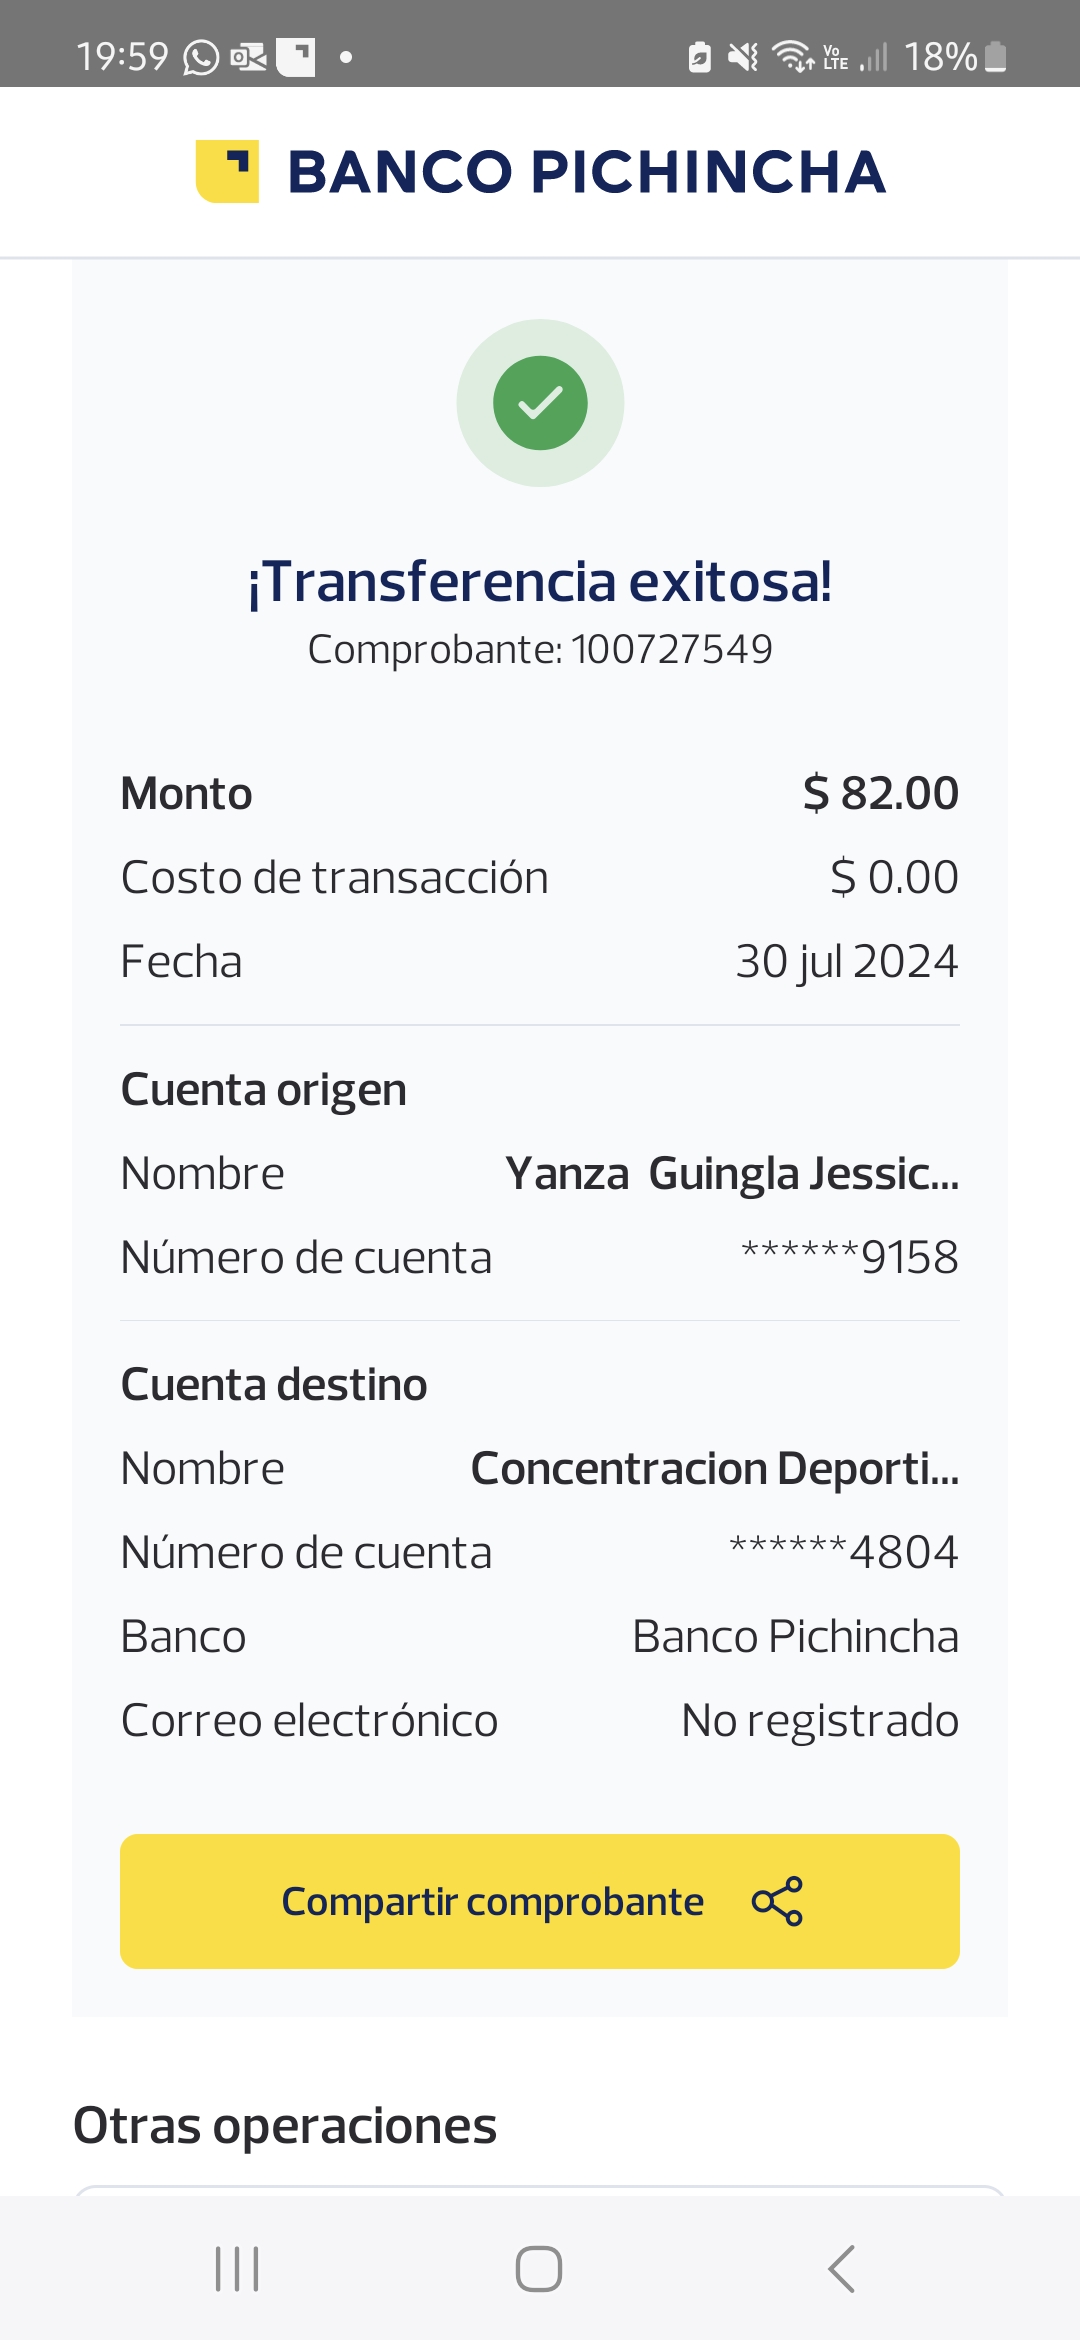 19:59 Vo LTE 18%
BANCO PICHINCHA
¡Transferencia exitosa!
Comprobante: 100727549
Monto $ 82.00
Costo de transacción $ 0.00
Fecha 30 jul 2024
Cuenta origen
Nombre Yanza Guingla Jessic...
Número de cuenta ******9158
Cuenta destino
Nombre Concentracion Deporti...
Número de cuenta ******4804
Banco Banco Pichincha
Correo electrónico No registrado
Compartir comprobante
Otras operaciones